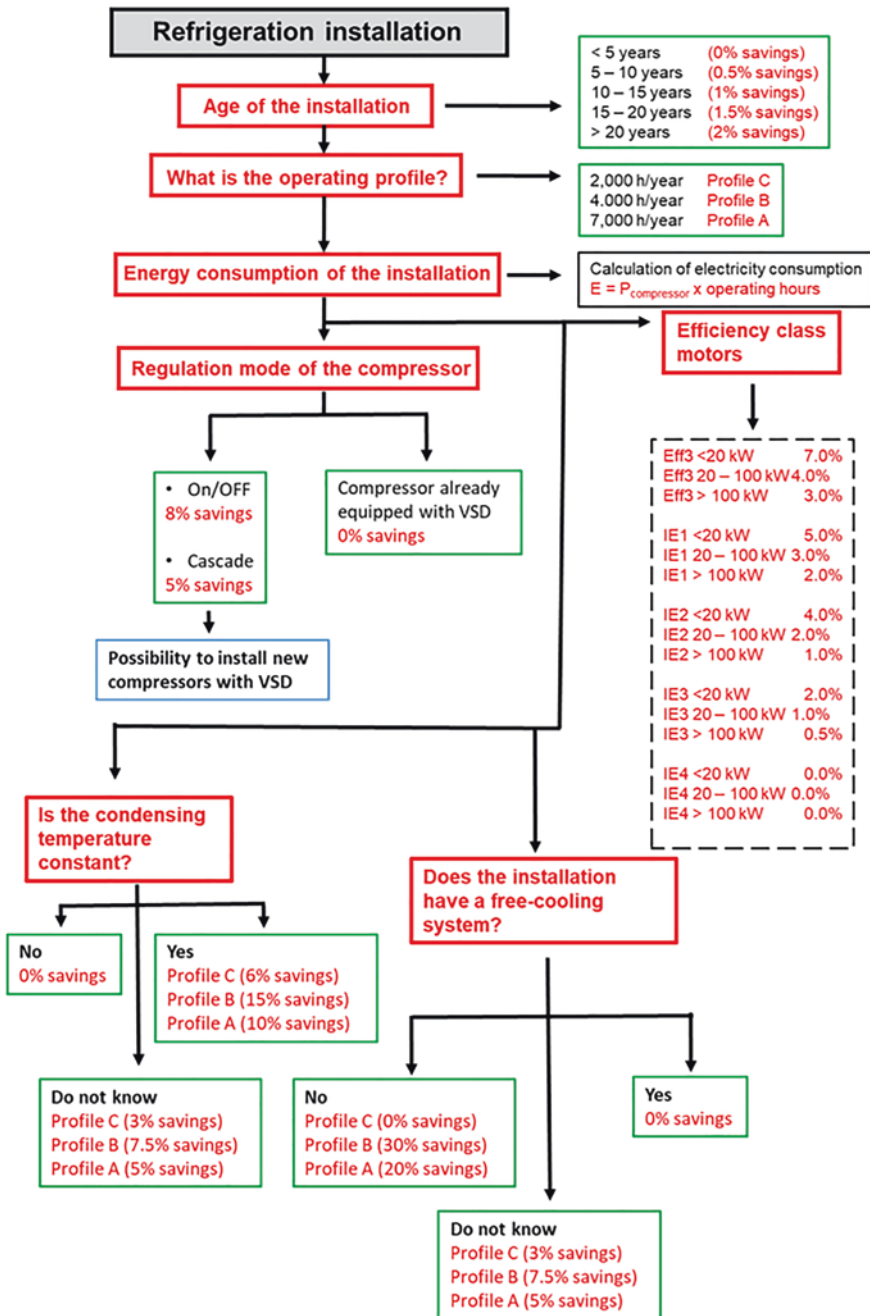 Refrigeration installation
Age of the installation
< 5 years (0% savings)
5 – 10 years (0.5% savings)
10 – 15 years (1% savings)
15 – 20 years (1.5% savings)
> 20 years (2% savings)
What is the operating profile?
2,000 h/year Profile C
4.000 h/year Profile B
7,000 h/year Profile A
Energy consumption of the installation
Calculation of electricity consumption
E = Pcompressor x operating hours
Regulation mode of the compressor
Efficiency class
motors
• On/OFF
8% savings
• Cascade
5% savings
Compressor already
equipped with VSD
0% savings
Possibility to install new
compressors with VSD
Eff3 <20 kW 7.0%
Eff3 20 – 100 kW 4.0%
Eff3 > 100 kW 3.0%
IE1 <20 kW 5.0%
IE1 20 – 100 kW 3.0%
IE1 > 100 kW 2.0%
IE2 <20 kW 4.0%
IE2 20 – 100 kW 2.0%
IE2 > 100 kW 1.0%
IE3 <20 kW 2.0%
IE3 20 – 100 kW 1.0%
IE3 > 100 kW 0.5%
IE4 <20 kW 0.0%
IE4 20 – 100 kW 0.0%
IE4 > 100 kW 0.0%
Is the condensing
temperature
constant?
Does the installation
have a free-cooling
system?
No
0% savings
Yes
Profile C (6% savings)
Profile B (15% savings)
Profile A (10% savings)
Do not know
Profile C (3% savings)
Profile B (7.5% savings)
Profile A (5% savings)
No
Profile C (0% savings)
Profile B (30% savings)
Profile A (20% savings)
Yes
0% savings
Do not know
Profile C (3% savings)
Profile B (7.5% savings)
Profile A (5% savings)